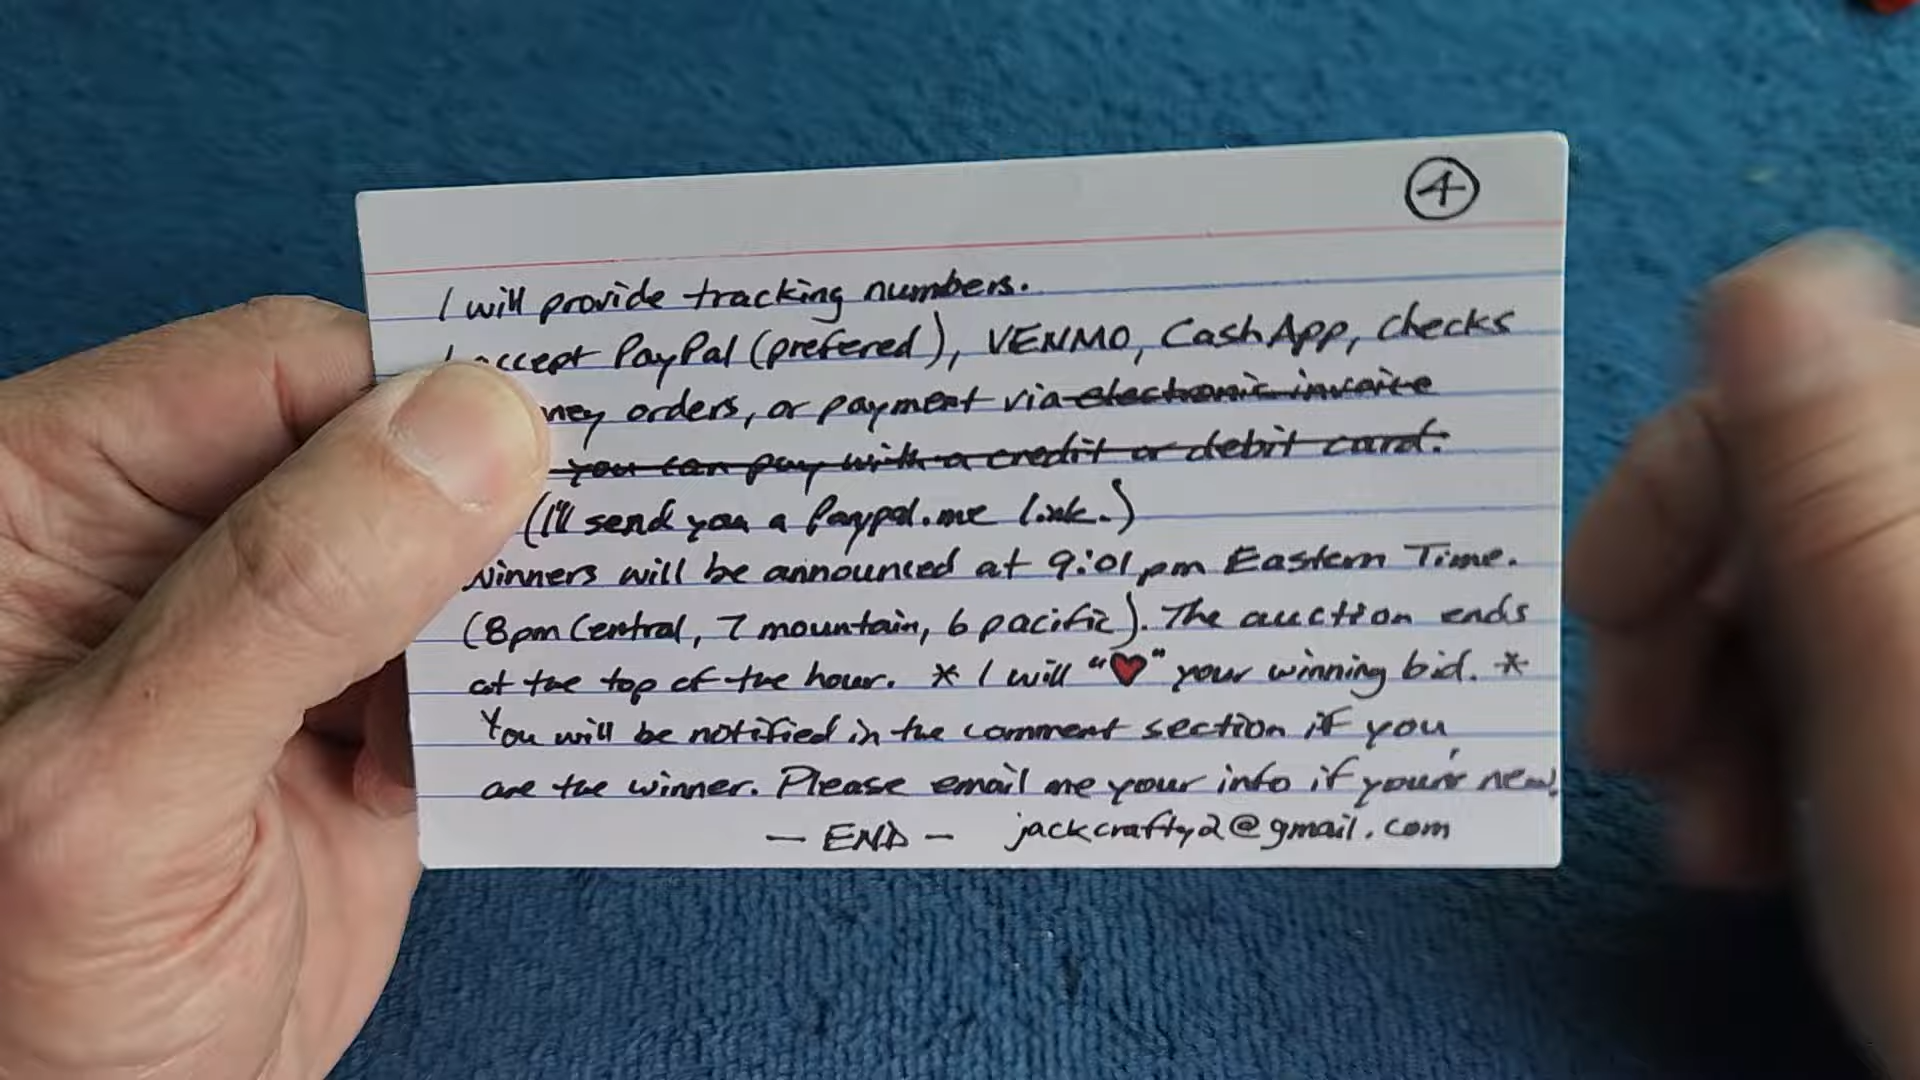 4
I will provide tracking numbers.
accept PayPal (prefered), VENMO, CashApp, checks
ney orders, or payment via electronic invoice
you can pay with a credit or debit card.
(I'll send you a Paypal.me link.)
Winners will be announced at 9:01 pm Eastern Time.
(8pm Central, 7 mountain, 6 pacific). The auction ends
at the top of the hour. * I will "❤" your winning bid. *
You will be notified in the comment section if you
are the winner. Please email me your info if you're new!
— END — jackcrafty2@gmail.com